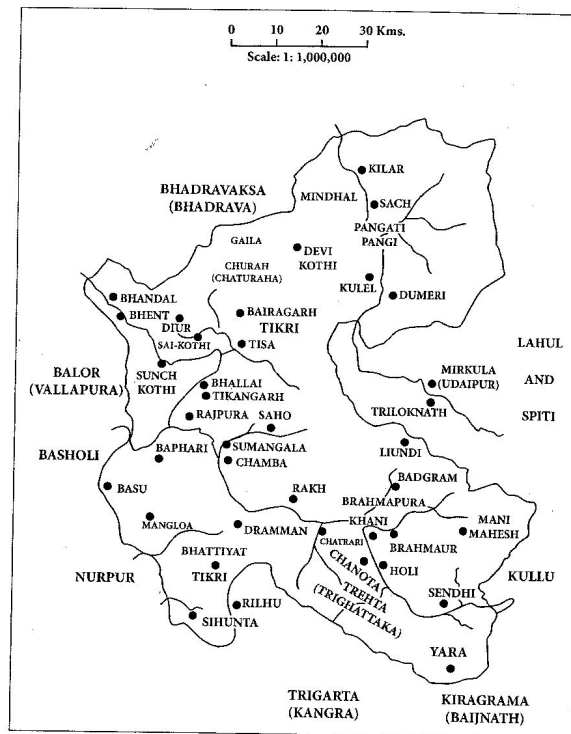 0 10 20 30 Kms.
Scale: 1: 1,000,000
KILAR
BHADRAVAKSA
(BHADRAVA)
MINDHAL
SACH
PANGATI
PANGI
GAILA
DEVI
KOTHI
CHURAH
(CHATURAHA)
KULEL
DUMERI
BHANDAL
BHENT
DIUR
SAI-KOTHI
BAIRAGARH
TIKRI
TISA
LAHUL
AND
SPITI
BALOR
(VALLAPURA)
SUNCH
KOTHI
MIRKULA
(UDAIPUR)
TRILOKNATH
BHALLAI
TIKANGARH
RAJPURA
SAHO
LIUNDI
BASHOLI
BAPHARI
SUMANGALA
CHAMBA
BADGRAM
BASU
RAKH
BRAHMAPURA
MANGLOA
DRAMMAN
KHANI
CHATRARI
BRAHMAUR
MANI
MAHESH
BHATTIYAT
TIKRI
CHANOTA
HOLI
TREHTA
(TRIGHATTAKA)
NURPUR
KULLU
SENDHI
RILHU
SIHUNTA
YARA
TRIGARTA
(KANGRA)
KIRAGRAMA
(BAIJNATH)